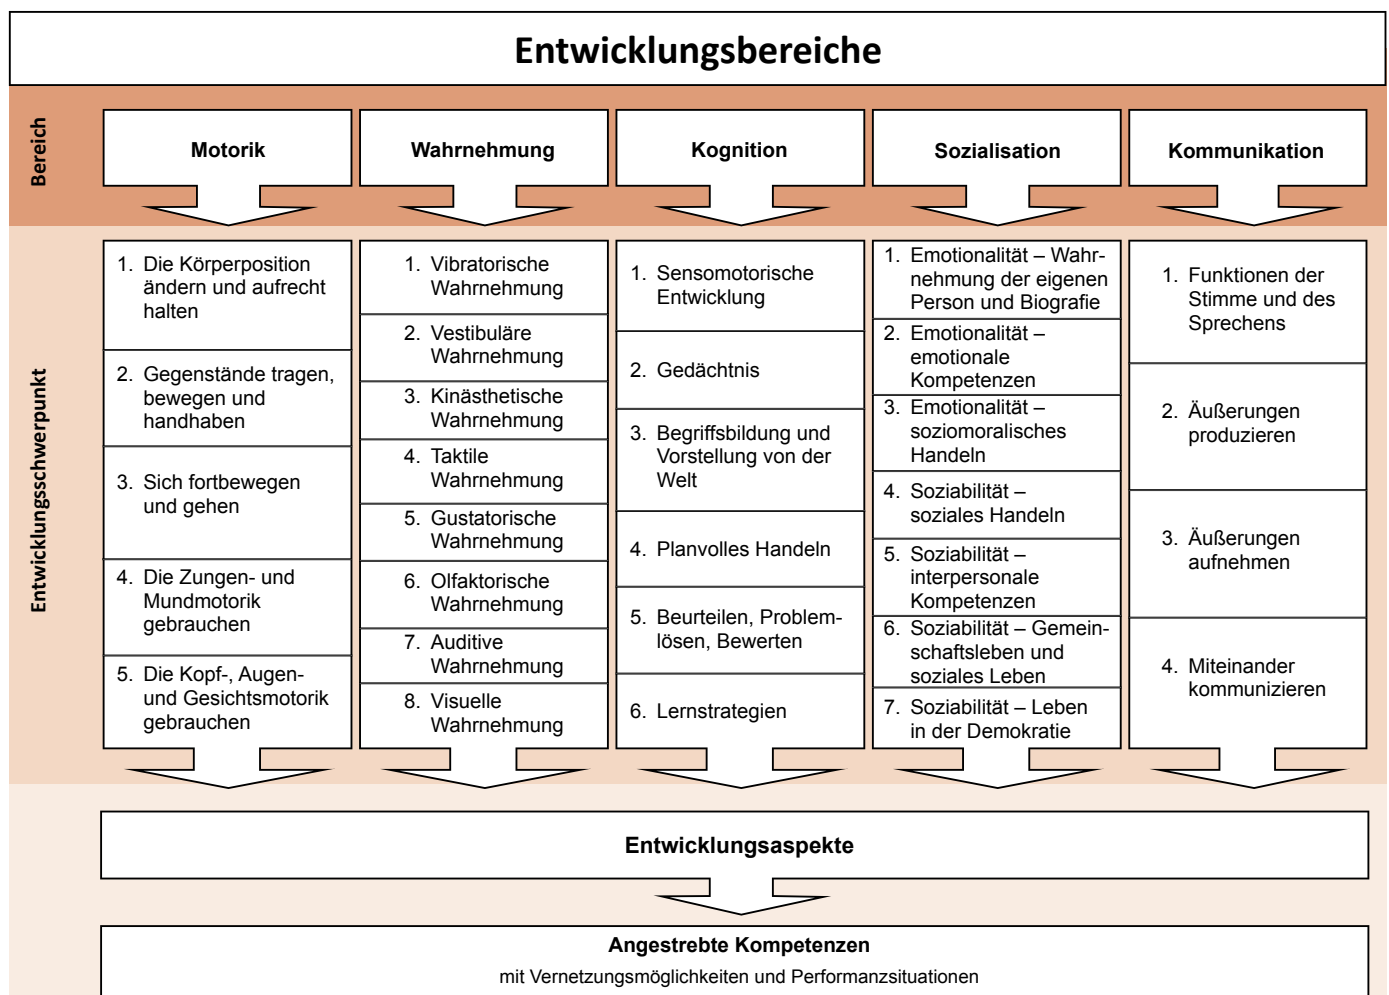 Entwicklungsbereiche
Bereich
Motorik
Wahrnehmung
Kognition
Sozialisation
Kommunikation
Entwicklungsschwerpunkt
1. Die Körperposition
ändern und aufrecht
halten
2. Gegenstände tragen,
bewegen und
handhaben
3. Sich fortbewegen
und gehen
4. Die Zungen- und
Mundmotorik
gebrauchen
5. Die Kopf-, Augen-
und Gesichtsmotorik
gebrauchen
1. Vibratorische
Wahrnehmung
2. Vestibuläre
Wahrnehmung
3. Kinästhetische
Wahrnehmung
4. Taktile
Wahrnehmung
5. Gustatorische
Wahrnehmung
6. Olfaktorische
Wahrnehmung
7. Auditive
Wahrnehmung
8. Visuelle
Wahrnehmung
1. Sensomotorische
Entwicklung
2. Gedächtnis
3. Begriffsbildung und
Vorstellung von der
Welt
4. Planvolles Handeln
5. Beurteilen, Problem-
lösen, Bewerten
6. Lernstrategien
1. Emotionalität – Wahr-
nehmung der eigenen
Person und Biografie
2. Emotionalität –
emotionale
Kompetenzen
3. Emotionalität –
soziomoralisches
Handeln
4. Soziabilität –
soziales Handeln
5. Soziabilität –
interpersonale
Kompetenzen
6. Soziabilität – Gemein-
schaftsleben und
soziales Leben
7. Soziabilität – Leben
in der Demokratie
1. Funktionen der
Stimme und des
Sprechens
2. Äußerungen
produzieren
3. Äußerungen
aufnehmen
4. Miteinander
kommunizieren
Entwicklungsaspekte
Angestrebte Kompetenzen
mit Vernetzungsmöglichkeiten und Performanzsituationen